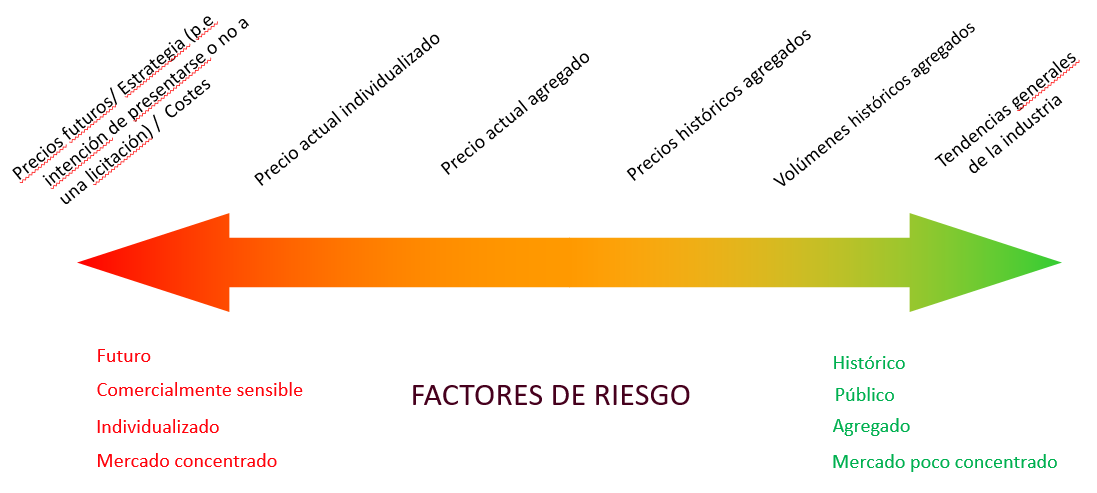 Precios futuros/ Estrategia (p.e
intención de presentarse o no a
una licitación) / Costes
Precio actual individualizado
Precio actual agregado
Precios históricos agregados
Volúmenes históricos agregados
Tendencias generales
de la industria
Futuro
Comercialmente sensible
Individualizado
Mercado concentrado
FACTORES DE RIESGO
Histórico
Público
Agregado
Mercado poco concentrado